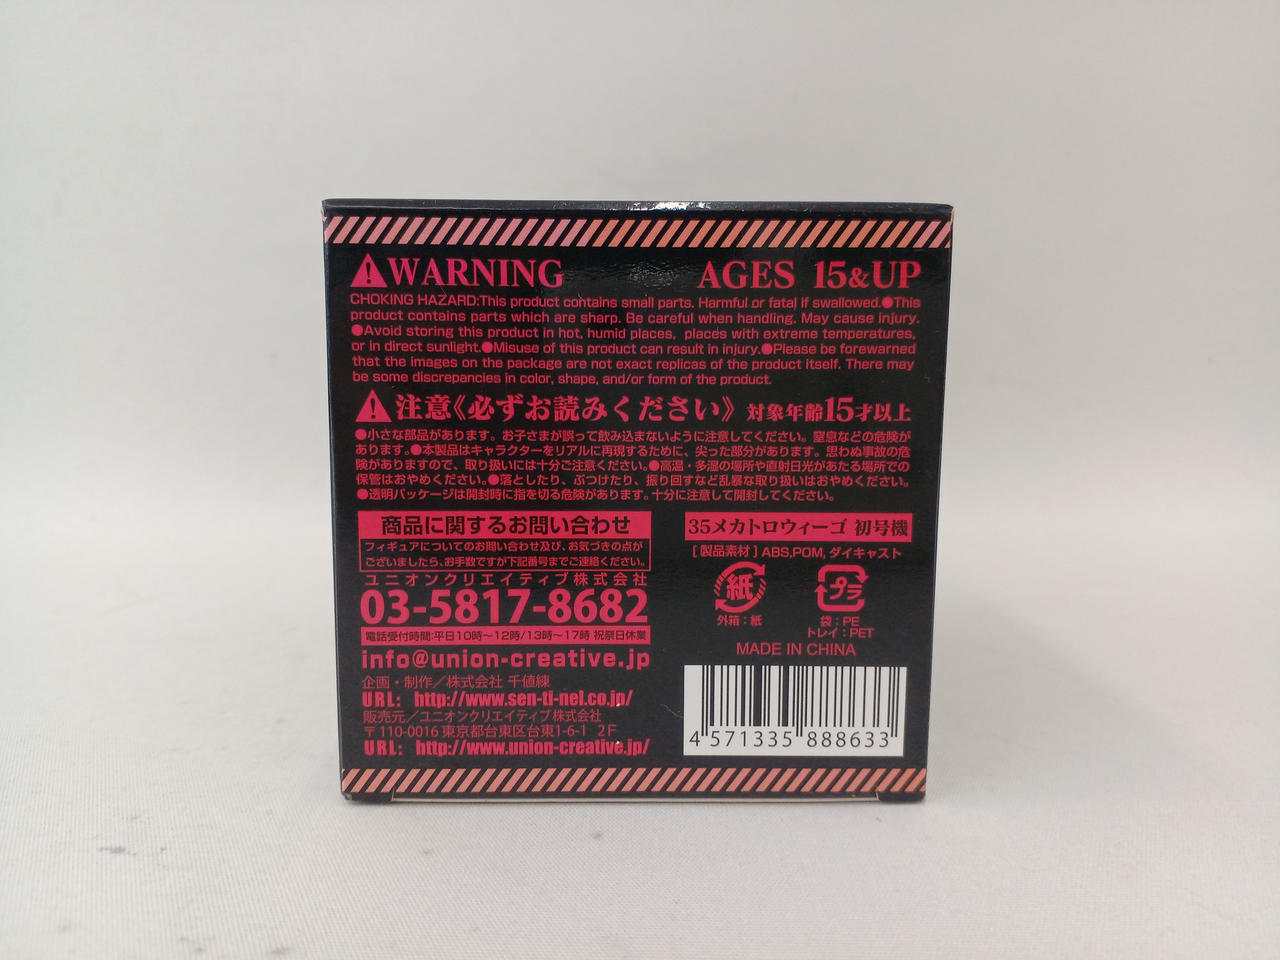 WARNING AGES 15&UP
CHOKING HAZARD:This product contains small parts. Harmful or fatal if swallowed.●This
product contains parts which are sharp. Be careful when handling. May cause injury.
●Avoid storing this product in hot, humid places, places with extreme temperatures,
or in direct sunlight.●Misuse of this product can result in injury.●Please be forewarned
that the images on the package are not exact replicas of the product itself. There may
be some discrepancies in color, shape, and/or form of the product.
注意《必ずお読みください》 対象年齢15才以上
●小さな部品があります。お子さまが誤って飲み込まないように注意してください。窒息などの危険が
あります。●本製品はキャラクターをリアルに再現するために、尖った部分があります。思わぬ事故の危
険がありますので、取り扱いには十分ご注意ください。●高温・多湿の場所や直射日光があたる場所での
保管はおやめください。●落としたり、ぶつけたり、振り回すなど乱暴な取り扱いはおやめください。
●透明パッケージは開封時に指を切る危険があります。十分に注意して開封してください。
商品に関するお問い合わせ
フィギュアについてのお問い合わせ及び、お気づきの点が
ございましたら、お手数ですが下記番号までご連絡ください。
ユニオンクリエイティブ株式会社
03-5817-8682
電話受付時間:平日10時〜12時/13時〜17時 祝祭日休業
info@union-creative.jp
企画・制作／株式会社 千値練
URL: http://www.sen-ti-nel.co.jp/
販売元／ユニオンクリエイティブ株式会社
〒110-0016 東京都台東区台東1-6-1 2F
URL: http://www.union-creative.jp/
35メカトロウィーゴ 初号機
[製品素材] ABS,POM,ダイキャスト
紙 プラ
外箱：紙 袋：PE
トレイ：PET
MADE IN CHINA
4 571335 888633